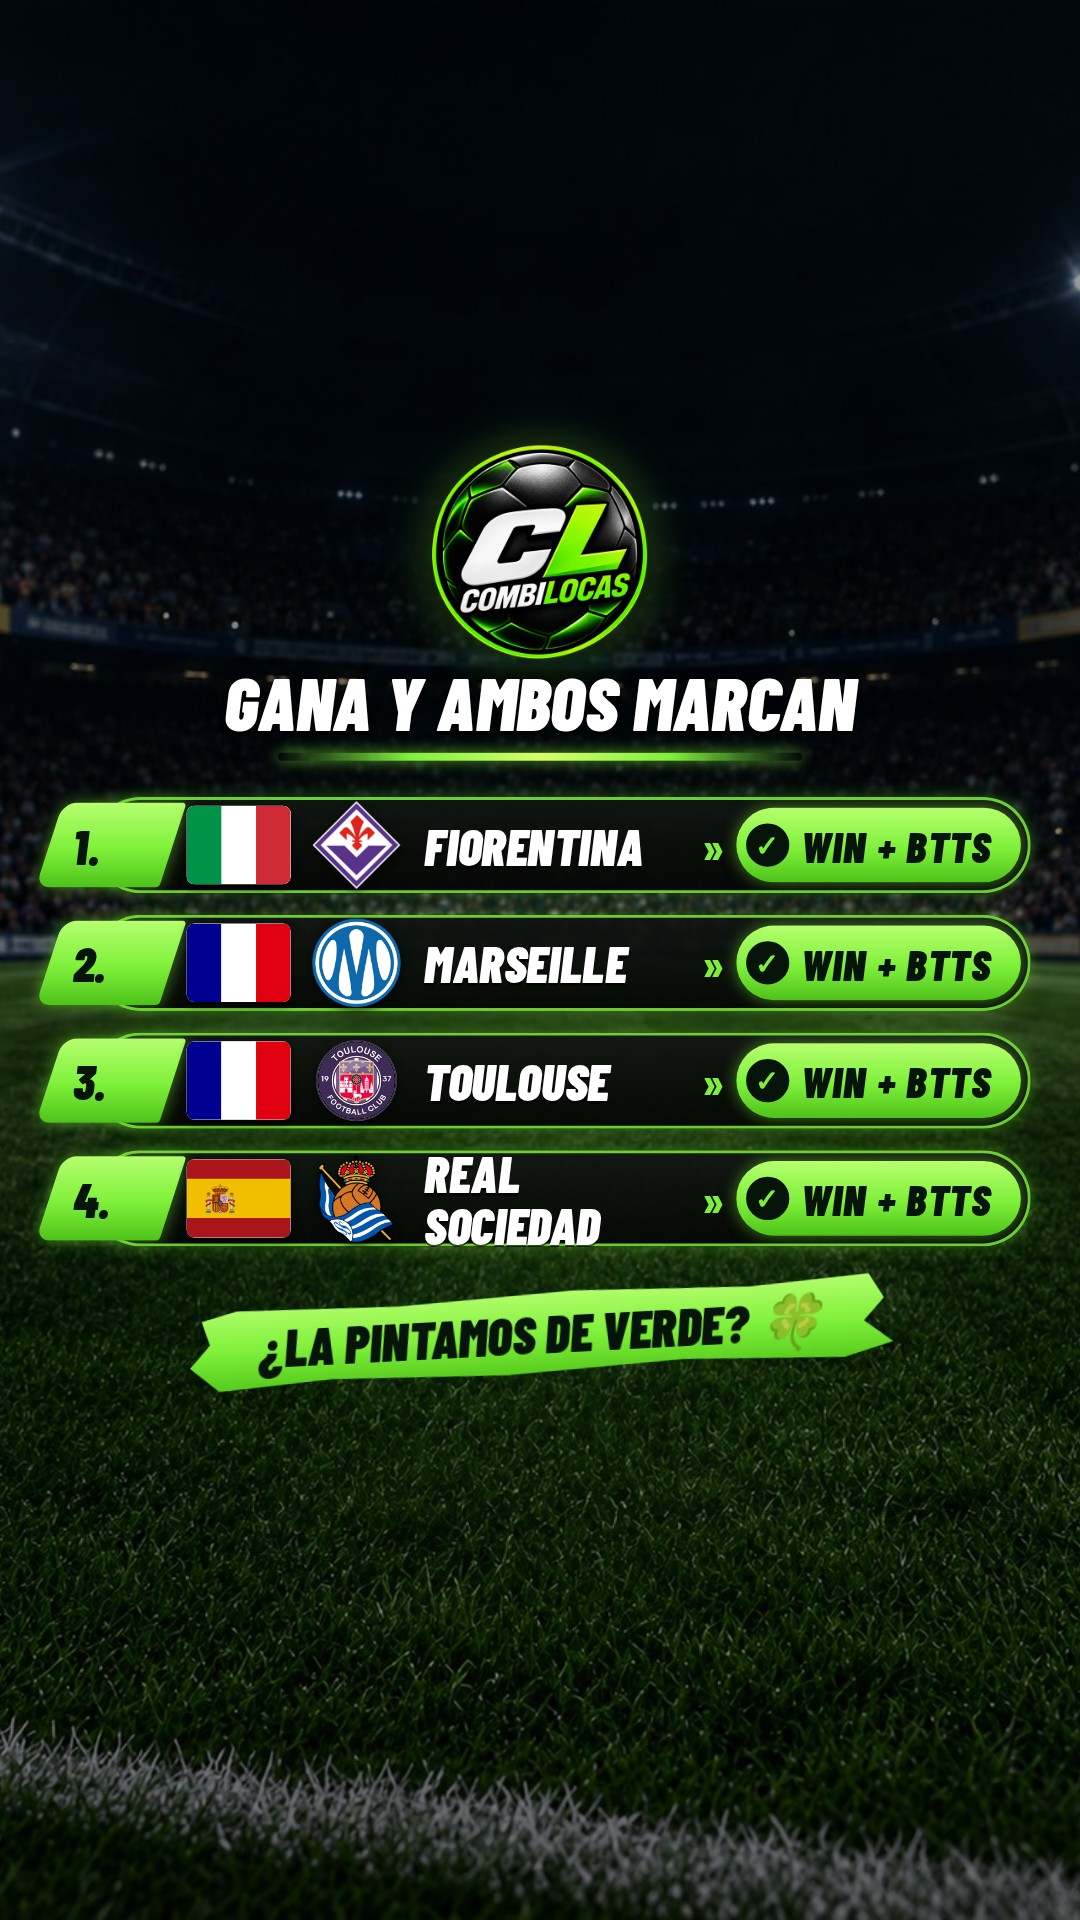 CL
COMBILOCAS
GANA Y AMBOS MARCAN
1. FIORENTINA » ✓ WIN + BTTS
2. MARSEILLE » ✓ WIN + BTTS
3. TOULOUSE FOOTBALL CLUB 19 37 TOULOUSE » ✓ WIN + BTTS
4. REAL
SOCIEDAD » ✓ WIN + BTTS
¿LA PINTAMOS DE VERDE? 🍀